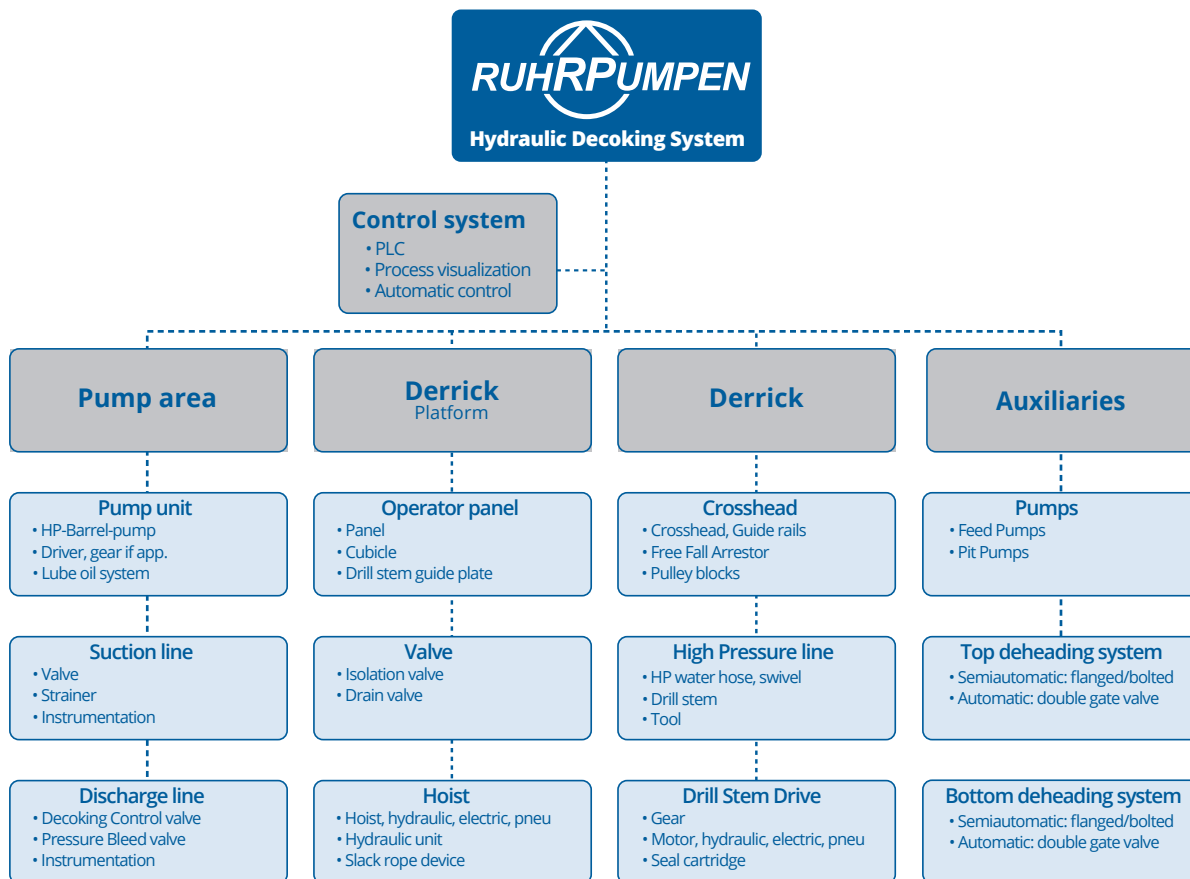 RUHRPUMPEN
Hydraulic Decoking System
Control system
• PLC
• Process visualization
• Automatic control
Pump area
Derrick
Platform
Derrick
Auxiliaries
Pump unit
• HP-Barrel-pump
• Driver, gear if app.
• Lube oil system
Operator panel
• Panel
• Cubicle
• Drill stem guide plate
Crosshead
• Crosshead, Guide rails
• Free Fall Arrestor
• Pulley blocks
Pumps
• Feed Pumps
• Pit Pumps
Suction line
• Valve
• Strainer
• Instrumentation
Valve
• Isolation valve
• Drain valve
High Pressure line
• HP water hose, swivel
• Drill stem
• Tool
Top deheading system
• Semiautomatic: flanged/bolted
• Automatic: double gate valve
Discharge line
• Decoking Control valve
• Pressure Bleed valve
• Instrumentation
Hoist
• Hoist, hydraulic, electric, pneu
• Hydraulic unit
• Slack rope device
Drill Stem Drive
• Gear
• Motor, hydraulic, electric, pneu
• Seal cartridge
Bottom deheading system
• Semiautomatic: flanged/bolted
• Automatic: double gate valve